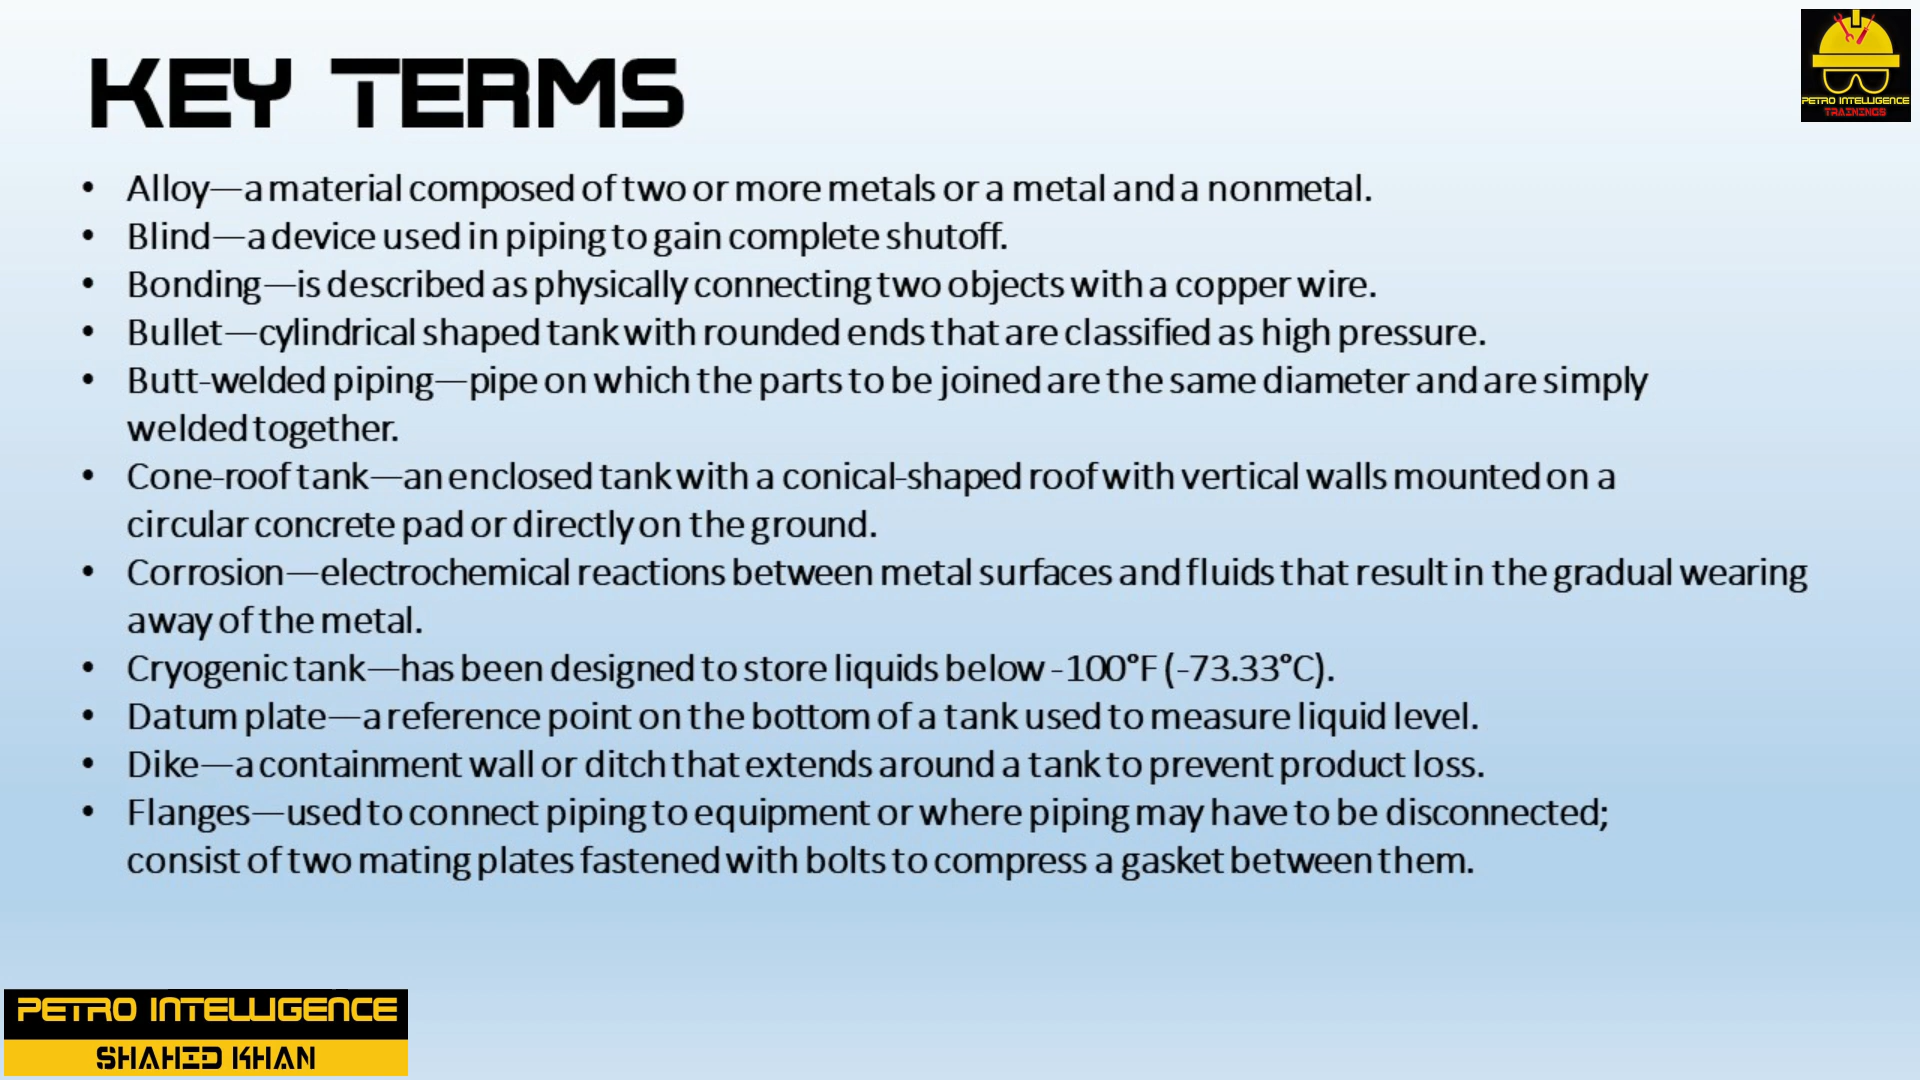 KEY TERMS
PETRO INTELLIGENCE
TRAININGS
• Alloy—a material composed of two or more metals or a metal and a nonmetal.
• Blind—a device used in piping to gain complete shutoff.
• Bonding—is described as physically connecting two objects with a copper wire.
• Bullet—cylindrical shaped tank with rounded ends that are classified as high pressure.
• Butt-welded piping—pipe on which the parts to be joined are the same diameter and are simply
welded together.
• Cone-roof tank—an enclosed tank with a conical-shaped roof with vertical walls mounted on a
circular concrete pad or directly on the ground.
• Corrosion—electrochemical reactions between metal surfaces and fluids that result in the gradual wearing
away of the metal.
• Cryogenic tank—has been designed to store liquids below -100°F (-73.33°C).
• Datum plate—a reference point on the bottom of a tank used to measure liquid level.
• Dike—a containment wall or ditch that extends around a tank to prevent product loss.
• Flanges—used to connect piping to equipment or where piping may have to be disconnected;
consist of two mating plates fastened with bolts to compress a gasket between them.
PETRO INTELLIGENCE
SHAHID KHAN